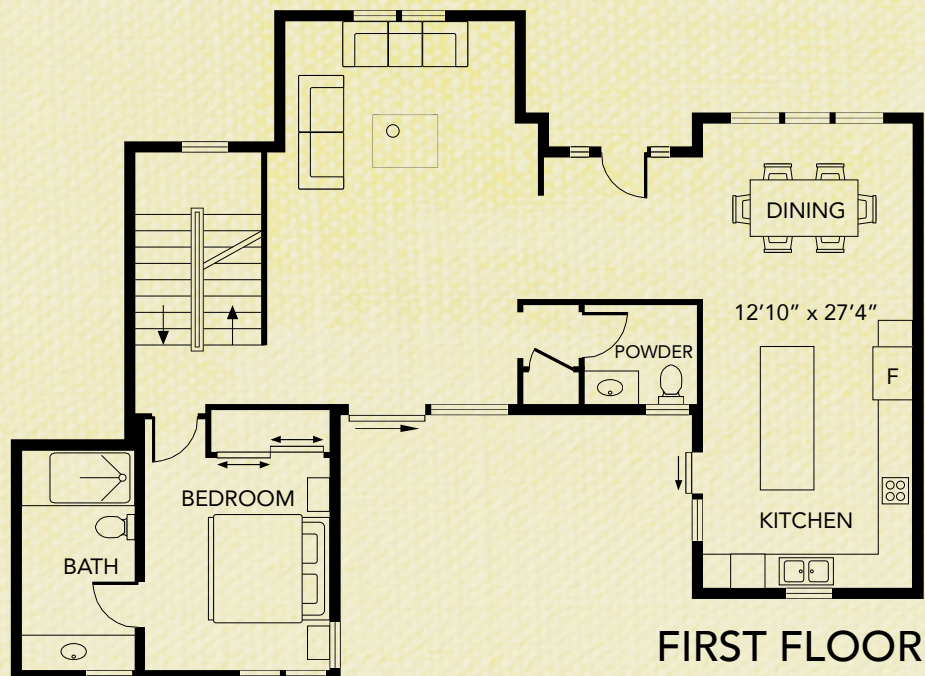 DINING
12'10" x 27'4"
POWDER
F
BEDROOM
KITCHEN
BATH
FIRST FLOOR